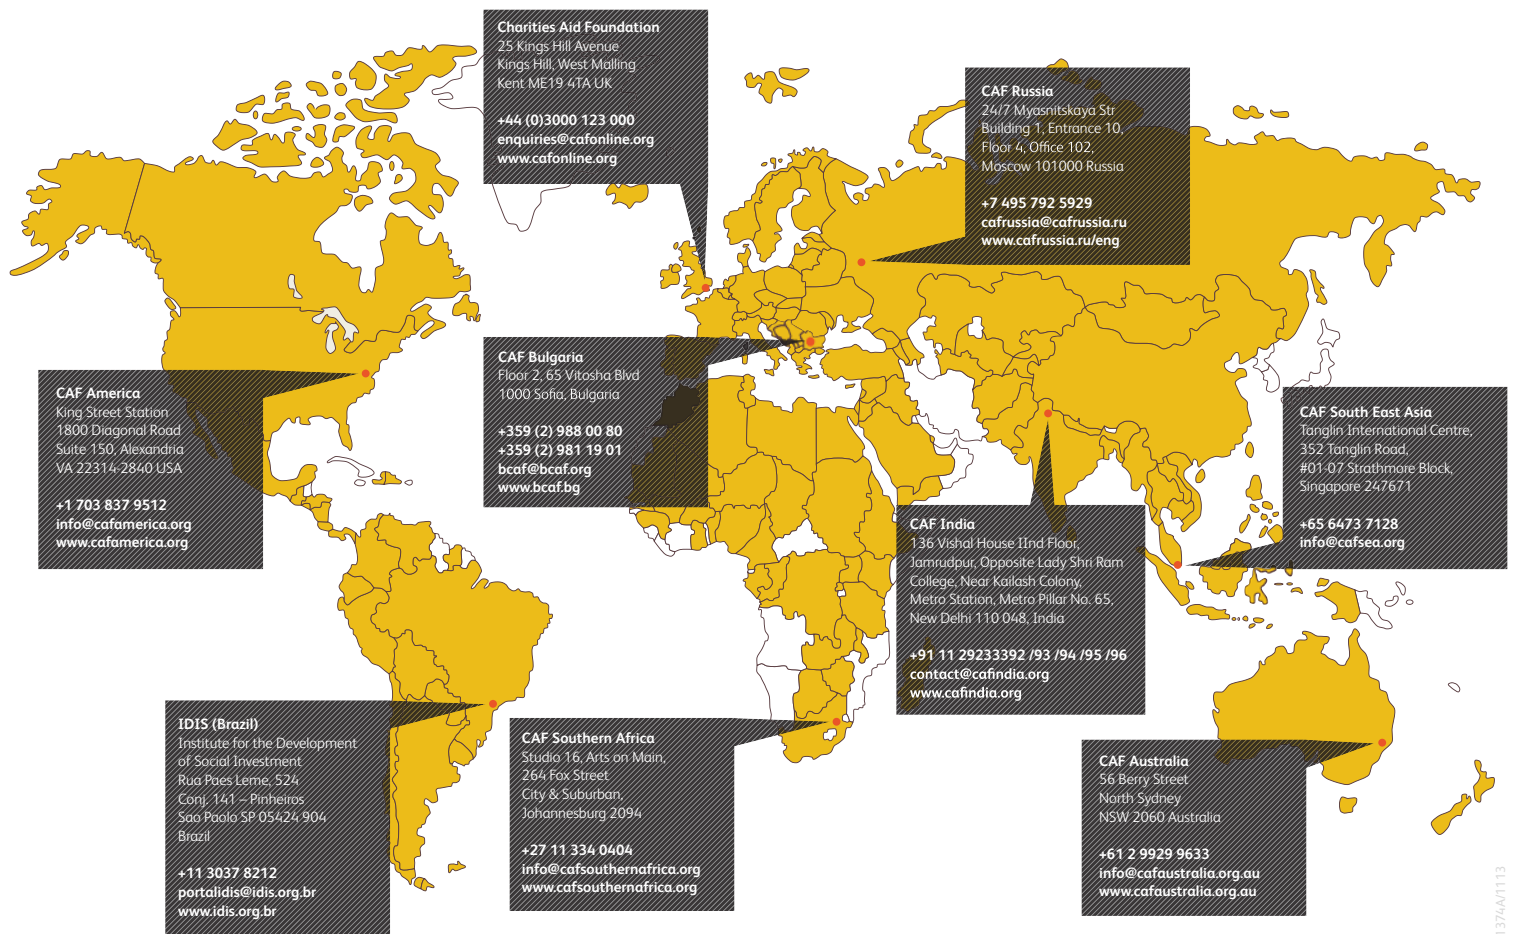 Charities Aid Foundation
25 Kings Hill Avenue
Kings Hill, West Malling
Kent ME19 4TA UK
+44 (0)3000 123 000
enquiries@cafonline.org
www.cafonline.org
CAF Russia
24/7 Myasnitskaya Str
Building 1, Entrance 10,
Floor 4, Office 102,
Moscow 101000 Russia
+7 495 792 5929
cafrussia@cafrussia.ru
www.cafrussia.ru/eng
CAF America
King Street Station
1800 Diagonal Road
Suite 150, Alexandria
VA 22314-2840 USA
+1 703 837 9512
info@cafamerica.org
www.cafamerica.org
CAF Bulgaria
Floor 2, 65 Vitosha Blvd
1000 Sofia, Bulgaria
+359 (2) 988 00 80
+359 (2) 981 19 01
bcaf@bcaf.org
www.bcaf.bg
CAF South East Asia
Tanglin International Centre,
352 Tanglin Road,
#01-07 Strathmore Block,
Singapore 247671
+65 6473 7128
info@cafsea.org
CAF India
136 Vishal House IInd Floor,
Jamrudpur, Opposite Lady Shri Ram
College, Near Kailash Colony,
Metro Station, Metro Pillar No. 65,
New Delhi 110 048, India
+91 11 29233392 /93 /94 /95 /96
contact@cafindia.org
www.cafindia.org
IDIS (Brazil)
Institute for the Development
of Social Investment
Rua Paes Leme, 524
Conj. 141 – Pinheiros
Sao Paolo SP 05424 904
Brazil
+11 3037 8212
portalidis@idis.org.br
www.idis.org.br
CAF Southern Africa
Studio 16, Arts on Main,
264 Fox Street
City & Suburban,
Johannesburg 2094
+27 11 334 0404
info@cafsouthernafrica.org
www.cafsouthernafrica.org
CAF Australia
56 Berry Street
North Sydney
NSW 2060 Australia
+61 2 9929 9633
info@cafaustralia.org.au
www.cafaustralia.org.au
1374A/1113